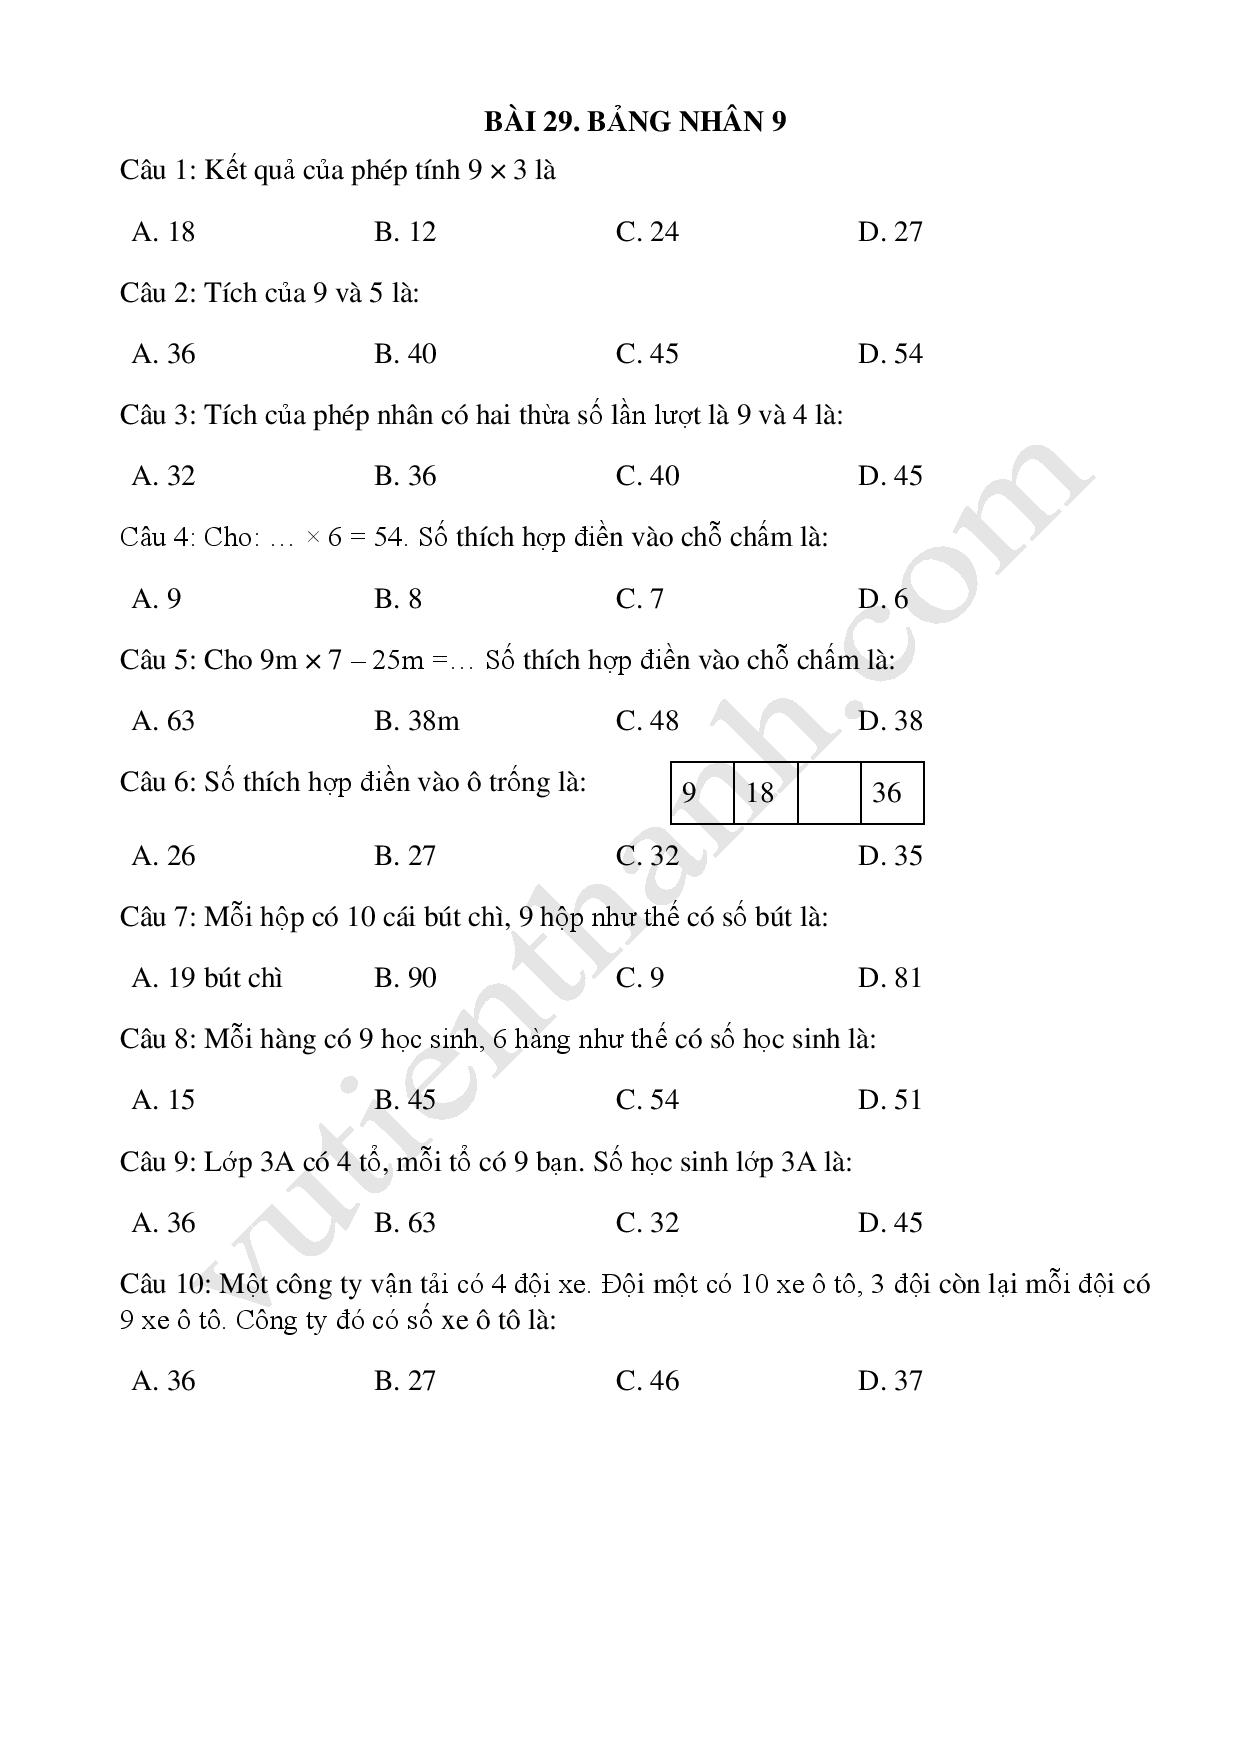 BÀI 29. BẢNG NHÂN 9
Câu 1: Kết quả của phép tính 9 × 3 là
A. 18 B. 12 C. 24 D. 27
Câu 2: Tích của 9 và 5 là:
A. 36 B. 40 C. 45 D. 54
Câu 3: Tích của phép nhân có hai thừa số lần lượt là 9 và 4 là:
A. 32 B. 36 C. 40 D. 45
Câu 4: Cho: … × 6 = 54. Số thích hợp điền vào chỗ chấm là:
A. 9 B. 8 C. 7 D. 6
Câu 5: Cho 9m × 7 – 25m =… Số thích hợp điền vào chỗ chấm là:
A. 63 B. 38m C. 48 D. 38
Câu 6: Số thích hợp điền vào ô trống là: 9 18 36
A. 26 B. 27 C. 32 D. 35
Câu 7: Mỗi hộp có 10 cái bút chì, 9 hộp như thế có số bút là:
A. 19 bút chì B. 90 C. 9 D. 81
Câu 8: Mỗi hàng có 9 học sinh, 6 hàng như thế có số học sinh là:
A. 15 B. 45 C. 54 D. 51
Câu 9: Lớp 3A có 4 tổ, mỗi tổ có 9 bạn. Số học sinh lớp 3A là:
A. 36 B. 63 C. 32 D. 45
Câu 10: Một công ty vận tải có 4 đội xe. Đội một có 10 xe ô tô, 3 đội còn lại mỗi đội có
9 xe ô tô. Công ty đó có số xe ô tô là:
A. 36 B. 27 C. 46 D. 37
vutienthanh.com